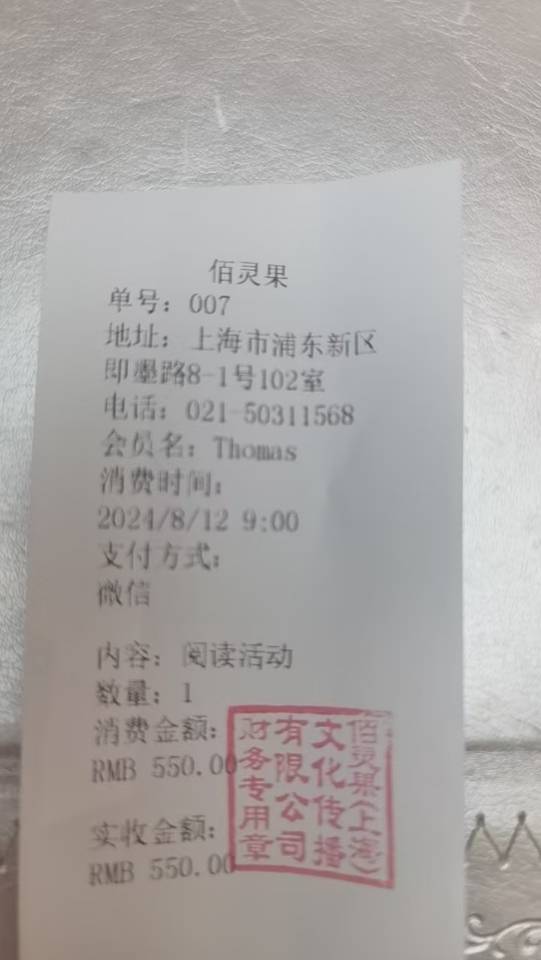 佰灵果
单号：007
地址：上海市浦东新区
即墨路8-1号102室
电话：021-50311568
会员名：Thomas
消费时间：
2024/8/12 9:00
支付方式：
微信
内容：阅读活动
数量：1
消费金额：
RMB 550.00
实收金额：
RMB 550.00
佰灵果(上海)
文化传播
有限公司
财务专用章